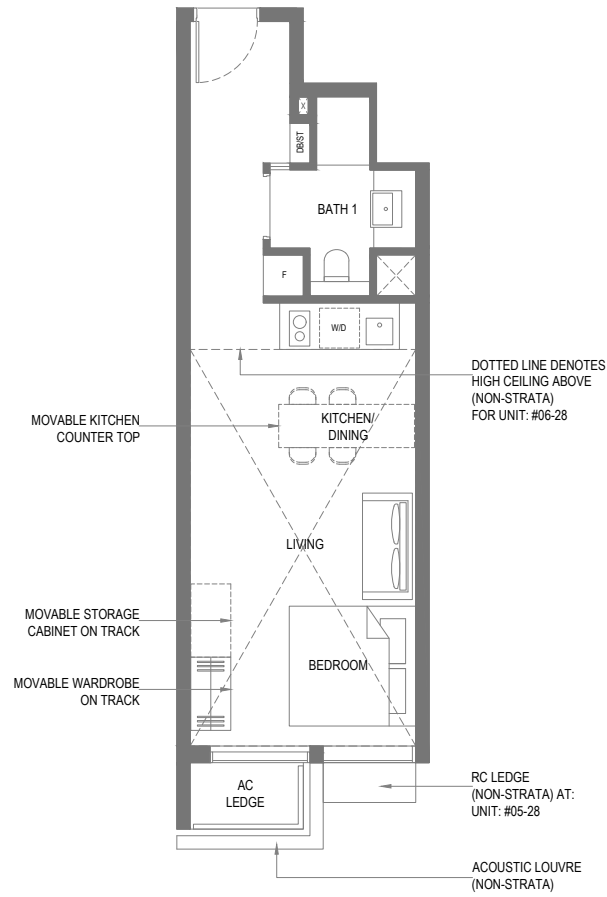 X
DB/ST
BATH 1
F
W/D
DOTTED LINE DENOTES
HIGH CEILING ABOVE
(NON-STRATA)
FOR UNIT: #06-28
MOVABLE KITCHEN
COUNTER TOP
KITCHEN/
DINING
LIVING
MOVABLE STORAGE
CABINET ON TRACK
BEDROOM
MOVABLE WARDROBE
ON TRACK
AC
LEDGE
RC LEDGE
(NON-STRATA) AT:
UNIT: #05-28
ACOUSTIC LOUVRE
(NON-STRATA)